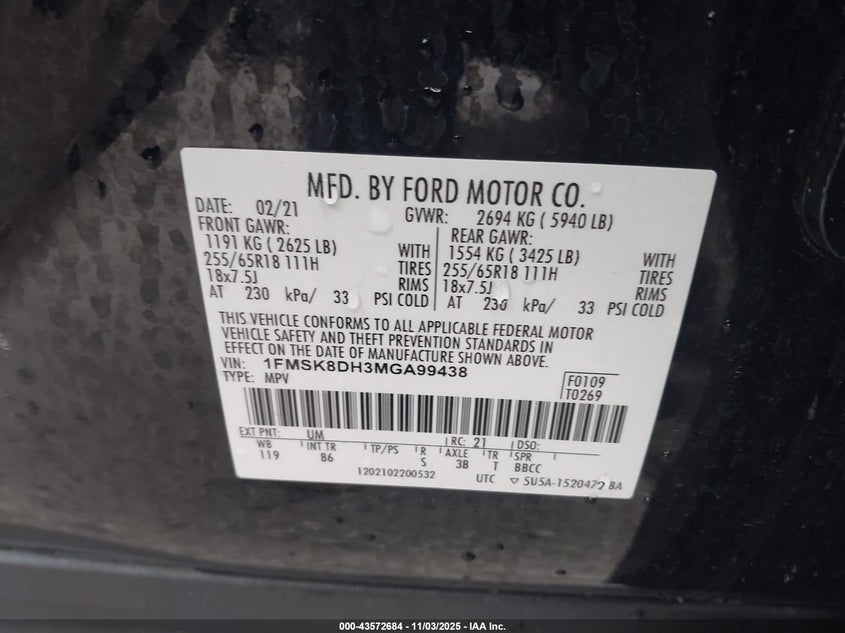 MFD. BY FORD MOTOR CO.
DATE: 02/21 GVWR: 2694 KG ( 5940 LB)
FRONT GAWR: REAR GAWR:
1191 KG ( 2625 LB) WITH 1554 KG ( 3425 LB) WITH
255/65R18 111H TIRES 255/65R18 111H TIRES
18x7.5J RIMS 18x7.5J RIMS
AT 230 kPa/ 33 PSI COLD AT 230 kPa/ 33 PSI COLD
THIS VEHICLE CONFORMS TO ALL APPLICABLE FEDERAL MOTOR
VEHICLE SAFETY AND THEFT PREVENTION STANDARDS IN
EFFECT ON THE DATE OF MANUFACTURE SHOWN ABOVE.
VIN: 1FMSK8DH3MGA99438
TYPE: MPV
F0109
T0269
EXT PNT: UM RC: 21 DSO:
WB INT TR TP/PS R AXLE TR SPR
119 86 S 3B T BBCC
1202102200532 UTC ▽ 5U5A-1520472 BA
000-43572684 - 11/03/2025 - IAA Inc.